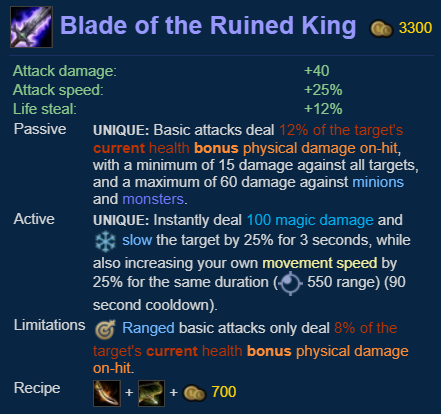 Blade of the Ruined King 3300
Attack damage: +40
Attack speed: +25%
Life steal: +12%
Passive UNIQUE: Basic attacks deal 12% of the target's
current health bonus physical damage on-hit,
with a minimum of 15 damage against all targets,
and a maximum of 60 damage against minions
and monsters.
Active UNIQUE: Instantly deal 100 magic damage and
slow the target by 25% for 3 seconds, while
also increasing your own movement speed by
25% for the same duration ( 550 range) (90
second cooldown).
Limitations Ranged basic attacks only deal 8% of the
target's current health bonus physical damage
on-hit.
Recipe + + 700